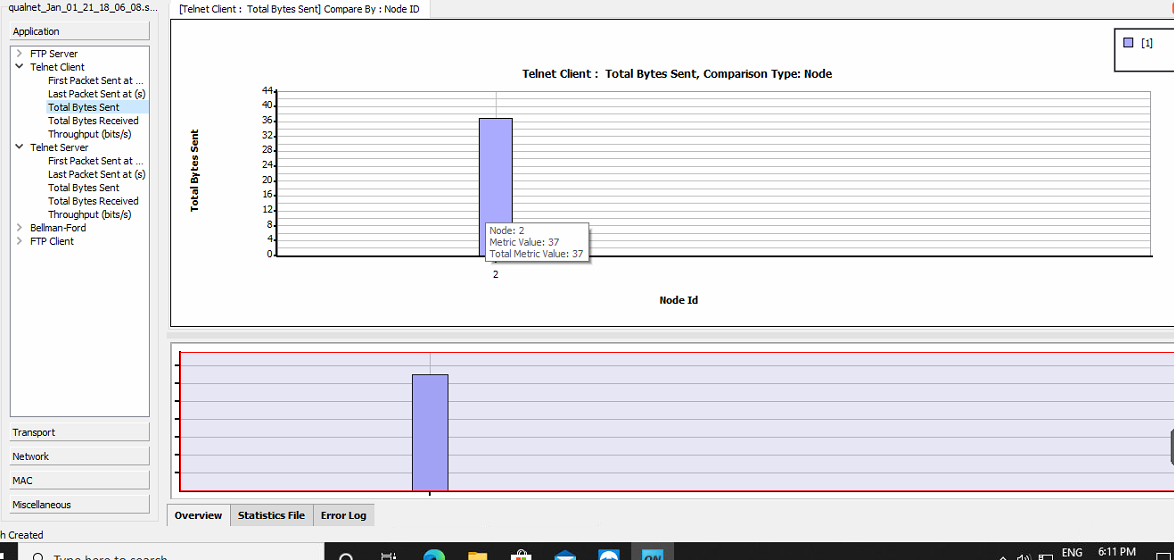 qualnet_Jan_01_21_18_06_08.s...
[Telnet Client : Total Bytes Sent] Compare By : Node ID
Application
FTP Server
Telnet Client
First Packet Sent at ...
Last Packet Sent at (s)
Total Bytes Sent
Total Bytes Received
Throughput (bits/s)
Telnet Server
First Packet Sent at ...
Last Packet Sent at (s)
Total Bytes Sent
Total Bytes Received
Throughput (bits/s)
Bellman-Ford
FTP Client
Transport
Network
MAC
Miscellaneous
[1]
Telnet Client : Total Bytes Sent, Comparison Type: Node
Total Bytes Sent
44
40
36
32
28
24
20
16
12
8
4
0
Node: 2
Metric Value: 37
Total Metric Value: 37
2
Node Id
Overview
Statistics File
Error Log
h Created
Type here to search
QN
ENG
6:11 PM